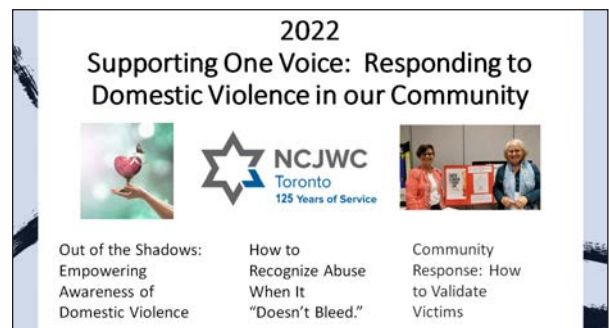 2022
Supporting One Voice: Responding to
Domestic Violence in our Community
NCJWC
Toronto
125 Years of Service
Out of the Shadows:
Empowering
Awareness of
Domestic Violence
How to
Recognize Abuse
When It
“Doesn’t Bleed.”
Community
Response: How
to Validate
Victims